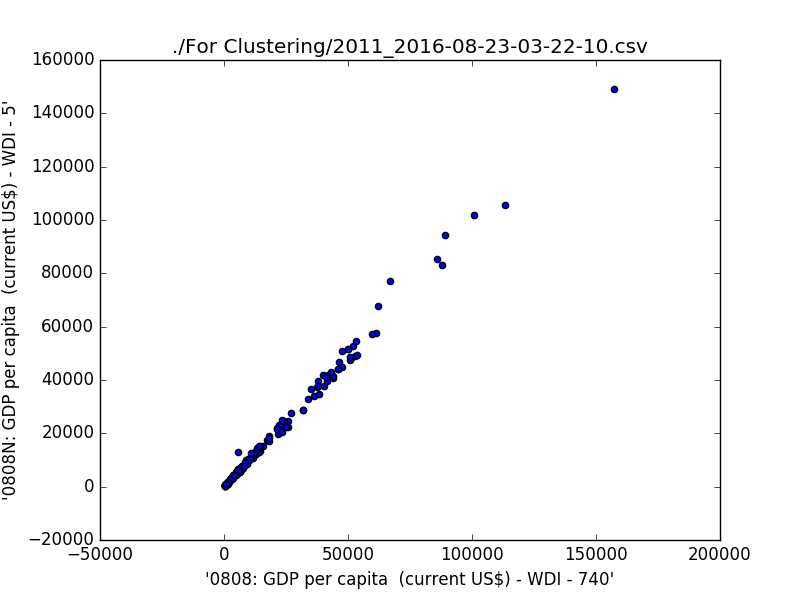 ./For Clustering/2011_2016-08-23-03-22-10.csv
160000
140000
120000
100000
80000
60000
40000
20000
0
−20000
−50000 0 50000 100000 150000 200000
'0808N: GDP per capita  (current US$) - WDI - 5'
'0808: GDP per capita  (current US$) - WDI - 740'